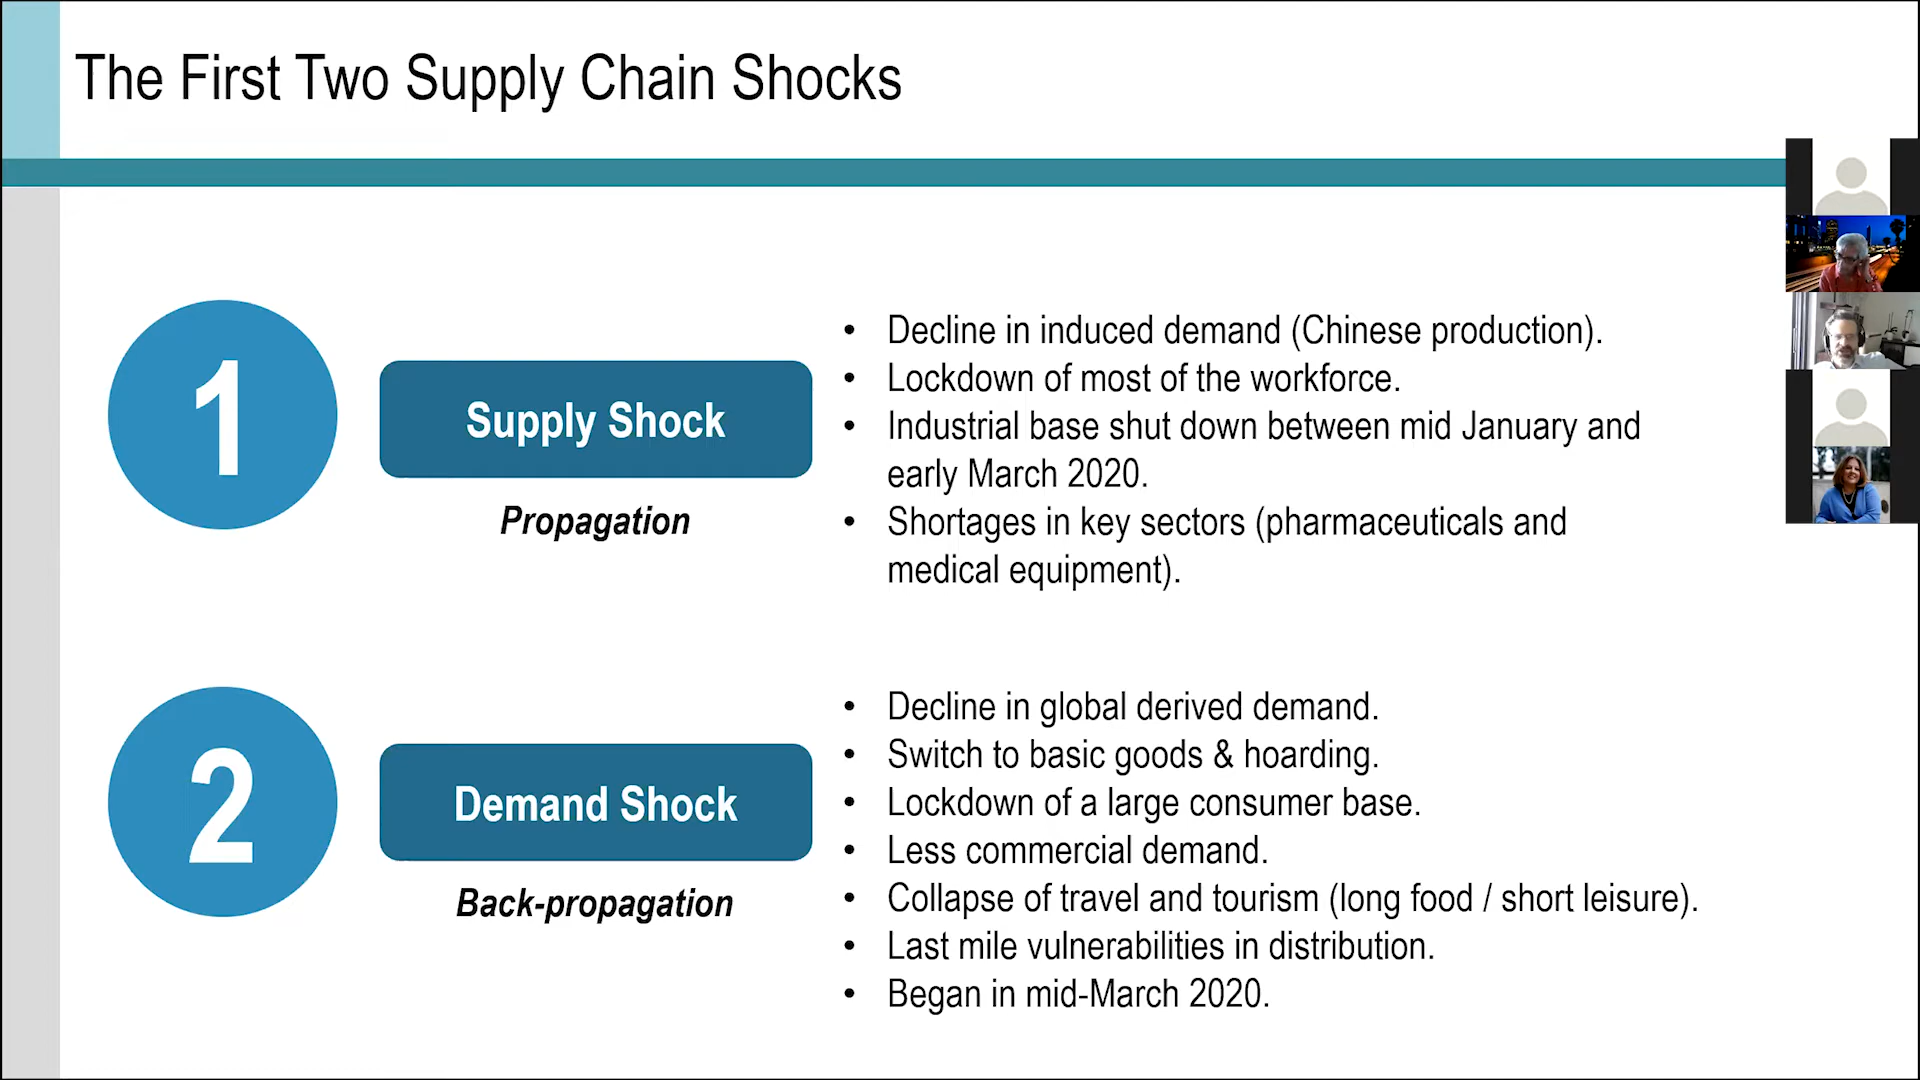 The First Two Supply Chain Shocks
1
Supply Shock
Propagation
• Decline in induced demand (Chinese production).
• Lockdown of most of the workforce.
• Industrial base shut down between mid January and
early March 2020.
• Shortages in key sectors (pharmaceuticals and
medical equipment).
2
Demand Shock
Back-propagation
• Decline in global derived demand.
• Switch to basic goods & hoarding.
• Lockdown of a large consumer base.
• Less commercial demand.
• Collapse of travel and tourism (long food / short leisure).
• Last mile vulnerabilities in distribution.
• Began in mid-March 2020.